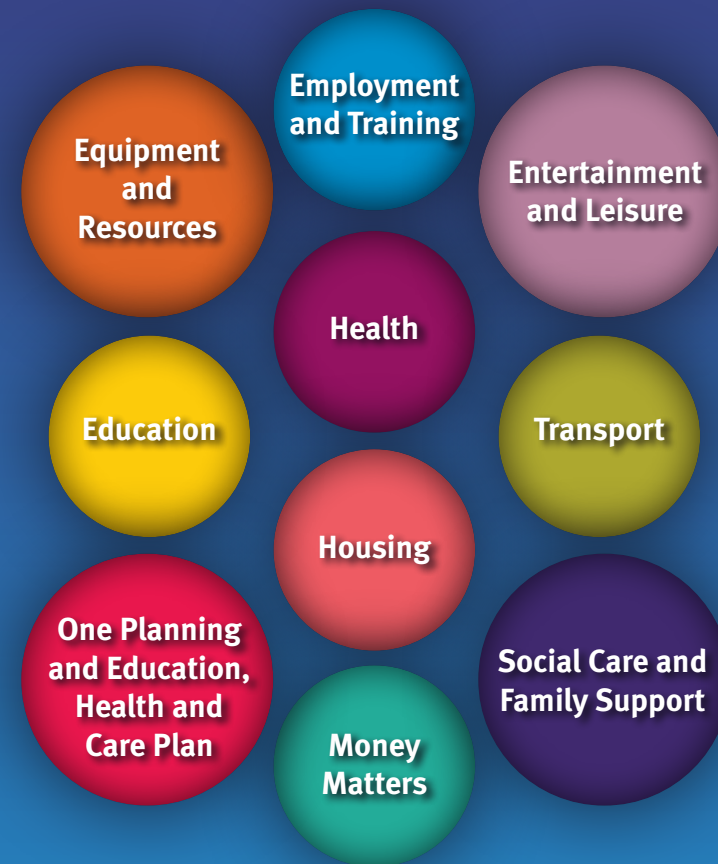 Employment
and Training
Equipment
and
Resources
Entertainment
and Leisure
Health
Education
Transport
Housing
One Planning
and Education,
Health and
Care Plan
Social Care and
Family Support
Money
Matters